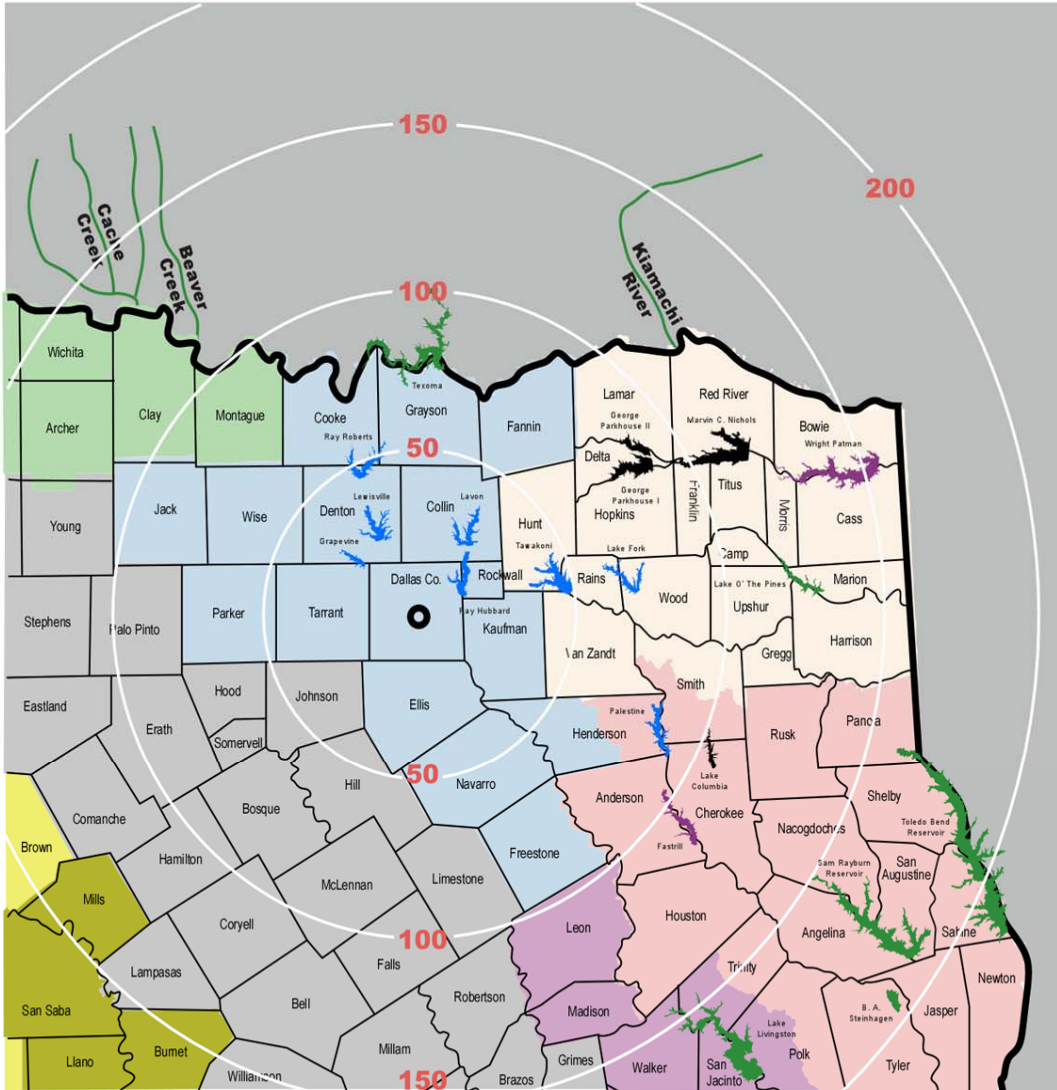 150
200
Cache
Creek
Beaver
Creek
Kiamachi
River
100
Wichita
Texoma
Lamar
Red River
Archer
Clay
Montague
Cooke
Grayson
Fannin
George
Parkhouse II
Marvin C. Nichols
Bowie
Ray Roberts
50
Delta
Wright Patman
Young
Jack
Wise
Denton
Lewisville
Collin
Lavon
Hunt
George
Parkhouse I
Hopkins
Franklin
Titus
Morris
Cass
Grapevine
Tawakoni
Lake Fork
Camp
Dallas Co.
Rockwall
Rains
Lake O' The Pines
Marion
Stephens
Palo Pinto
Parker
Tarrant
Ray Hubbard
Kaufman
Wood
Upshur
Harrison
Van Zandt
Gregg
Eastland
Erath
Hood
Johnson
Ellis
Smith
Somervell
Palestine
Henderson
Rusk
Panola
50
Navarro
Lake
Columbia
Comanche
Bosque
Hill
Anderson
Cherokee
Shelby
Toledo Bend
Reservoir
Brown
Hamilton
Freestone
Fastrill
Nacogdoches
Mills
McLennan
Limestone
Sam Rayburn
Reservoir
San
Augustine
Coryell
100
Leon
Houston
Angelina
Sabine
Lampasas
Falls
Trinity
Newton
San Saba
Bell
Robertson
Madison
B. A.
Steinhagen
Jasper
Llano
Burnet
Milam
Grimes
Walker
Lake
Livingston
Polk
San
Jacinto
Tyler
Williamson
150
Brazos